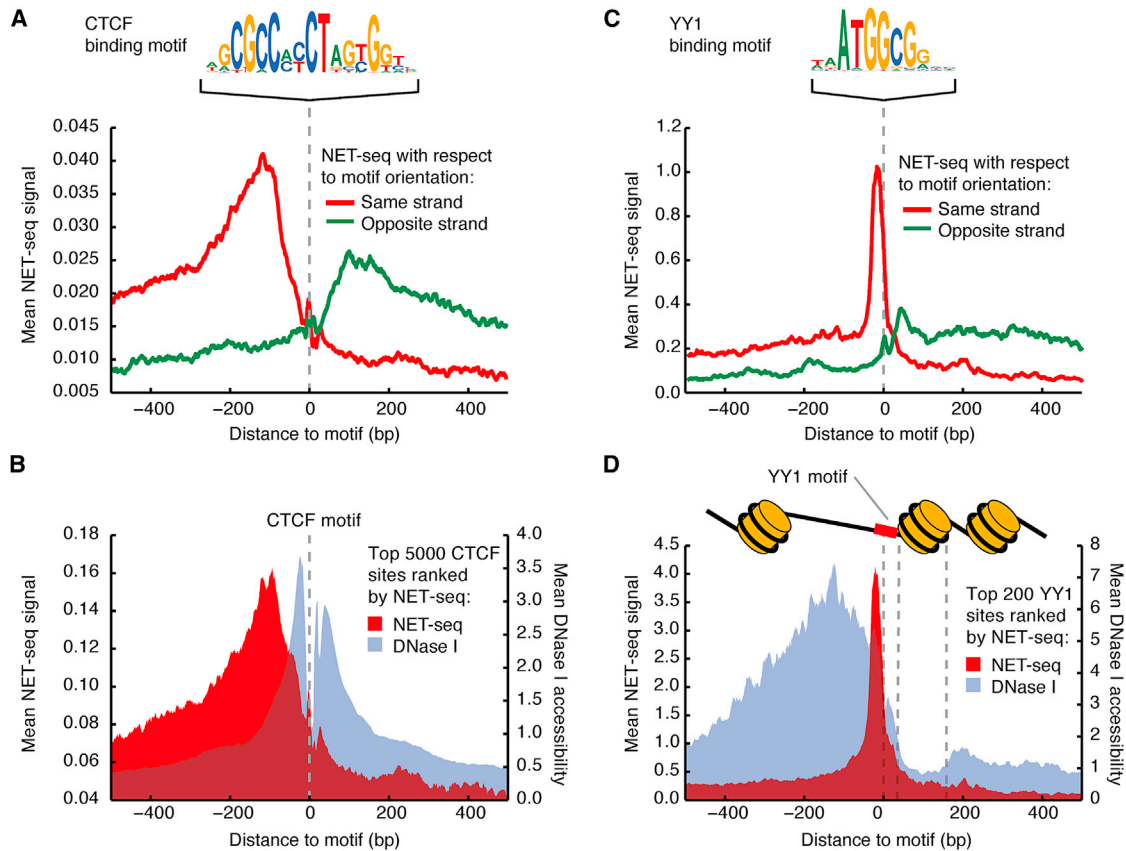 A
CTCF
binding motif
NET-seq with respect
to motif orientation:
Same strand
Opposite strand
Mean NET-seq signal
0.045
0.040
0.035
0.030
0.025
0.020
0.015
0.010
0.005
−400
−200
0
200
400
Distance to motif (bp)
C
YY1
binding motif
ATGGCG
NET-seq with respect
to motif orientation:
Same strand
Opposite strand
Mean NET-seq signal
1.2
1.0
0.8
0.6
0.4
0.2
0.0
−400
−200
0
200
400
Distance to motif (bp)
B
CTCF motif
Top 5000 CTCF
sites ranked
by NET-seq:
NET-seq
DNase I
Mean NET-seq signal
0.18
0.16
0.14
0.12
0.10
0.08
0.06
0.04
4.0
3.5
3.0
2.5
2.0
1.5
1.0
0.5
0.0
Mean DNase I accessibility
−400
−200
0
200
400
Distance to motif (bp)
D
YY1 motif
Top 200 YY1
sites ranked
by NET-seq:
NET-seq
DNase I
Mean NET-seq signal
4.5
4.0
3.5
3.0
2.5
2.0
1.5
1.0
0.5
0.0
8
7
6
5
4
3
2
1
0
Mean DNase I accessibility
−400
−200
0
200
400
Distance to motif (bp)